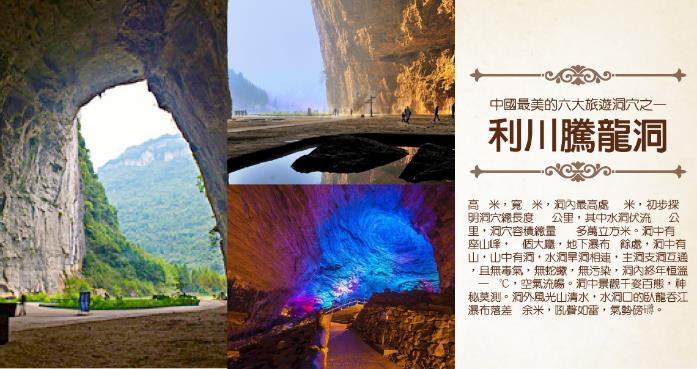 中國最美的六大旅遊洞穴之一
利川騰龍洞
高 米，寬 米，洞內最高處 米，初步探
明洞穴總長度 公里，其中水洞伏流 公
里，洞穴容積總量 多萬立方米。洞中有
座山峰， 個大廳，地下瀑布 餘處，洞中有
山，山中有洞，水洞旱洞相連，主洞支洞互通
，且無毒氣，無蛇蠍，無污染，洞內終年恆溫
— ℃，空氣流暢。洞中景觀千姿百態，神
秘莫測。洞外風光山清水，水洞口的臥龍吞江
瀑布落差 余米，吼聲如雷，氣勢磅礡。